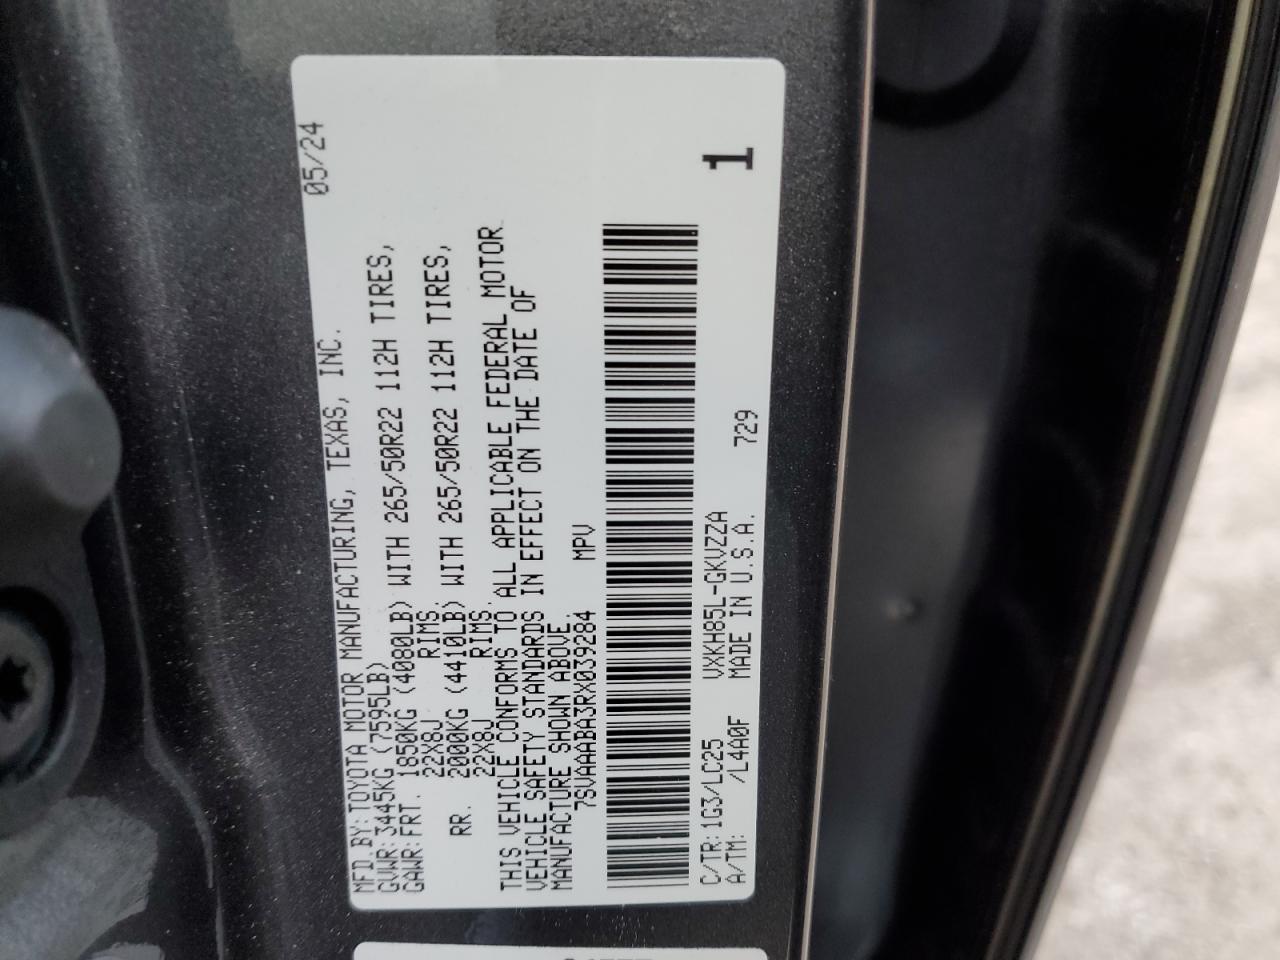 MFD.BY:TOYOTA MOTOR MANUFACTURING, TEXAS, INC. 05/24
GVWR:3445KG (7595LB)
GAWR:FRT. 1850KG (4080LB) WITH 265/50R22 112H TIRES,
22X8J RIMS.
RR. 2000KG (4410LB) WITH 265/50R22 112H TIRES,
22X8J RIMS.
THIS VEHICLE CONFORMS TO ALL APPLICABLE FEDERAL MOTOR
VEHICLE SAFETY STANDARDS IN EFFECT ON THE DATE OF
MANUFACTURE SHOWN ABOVE.
7SVAAABA3RX039284 MPV
C/TR:1G3/LC25 VXKH85L-GKVZZA
A/TM: /L4A0F MADE IN U.S.A. 729
1